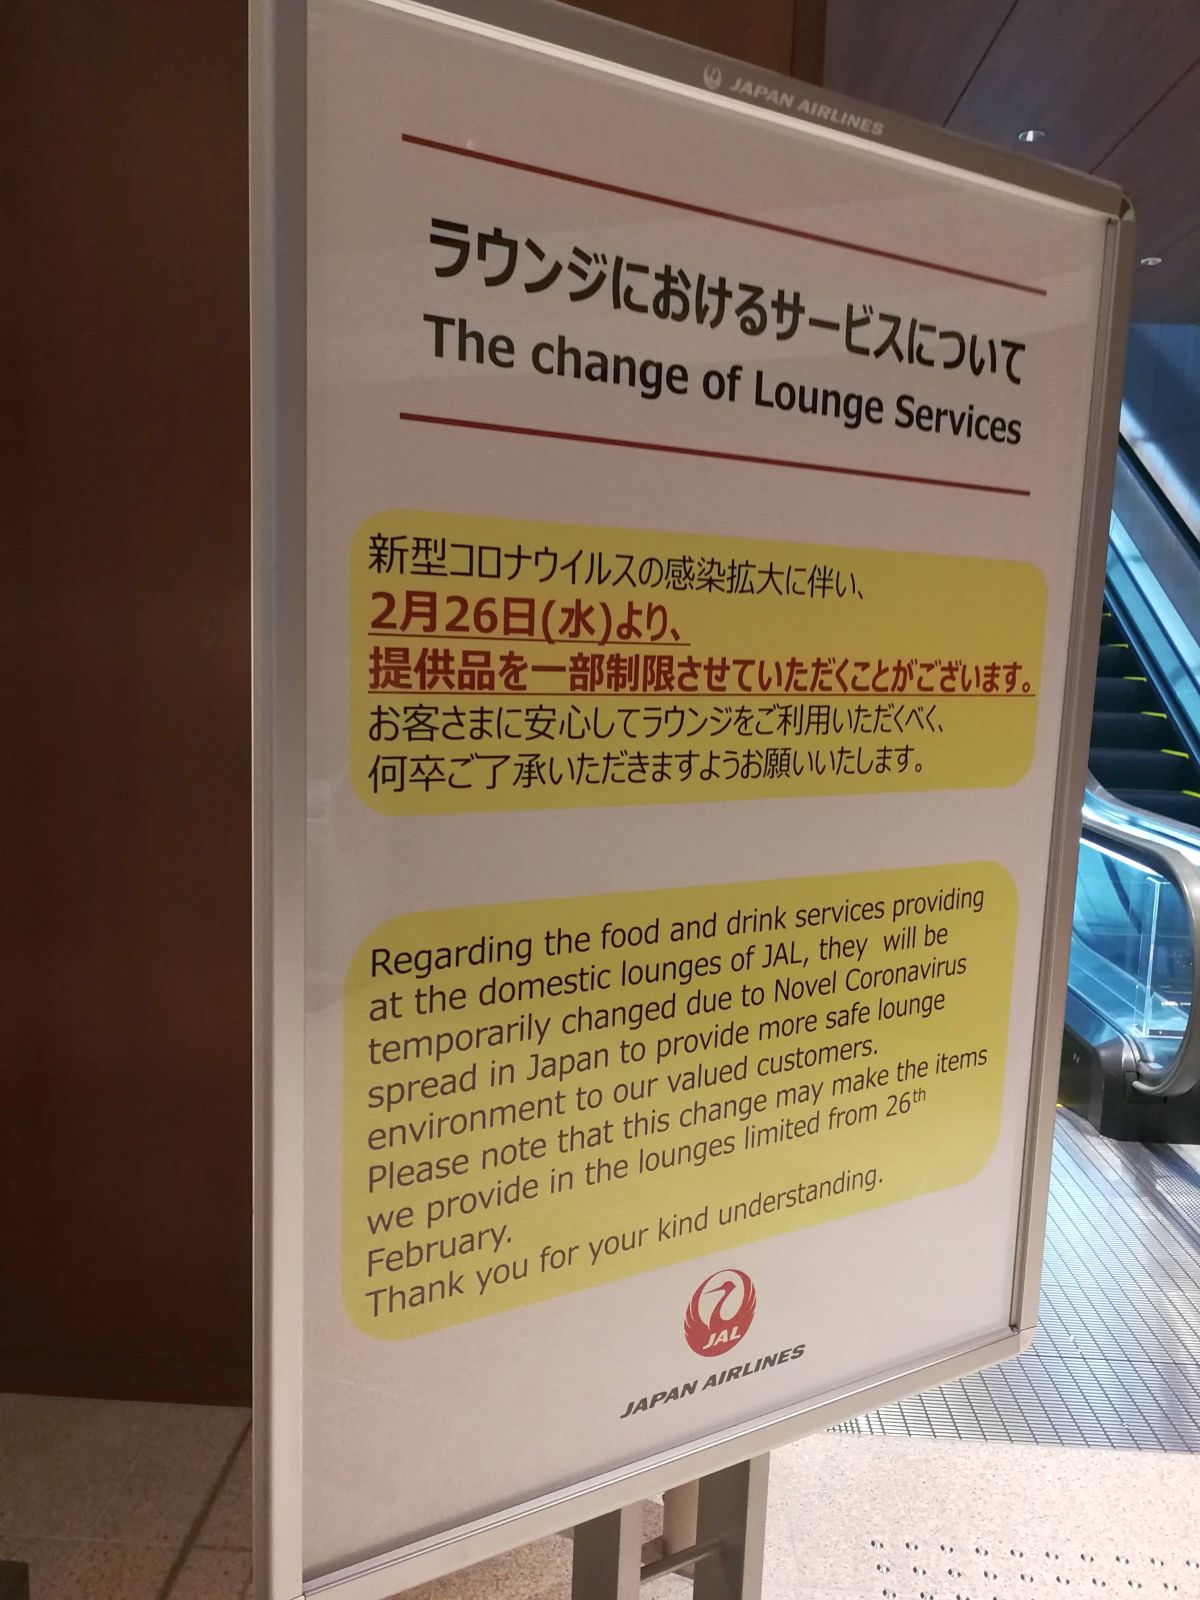 JAPAN AIRLINES
ラウンジにおけるサービスについて
The change of Lounge Services
新型コロナウイルスの感染拡大に伴い、
2月26日(水)より、
提供品を一部制限させていただくことがございます。
お客さまに安心してラウンジをご利用いただくべく、
何卒ご了承いただきますようお願いいたします。
Regarding the food and drink services providing
at the domestic lounges of JAL, they will be
temporarily changed due to Novel Coronavirus
spread in Japan to provide more safe lounge
environment to our valued customers.
Please note that this change may make the items
we provide in the lounges limited from 26th
February.
Thank you for your kind understanding.
JAL
JAPAN AIRLINES